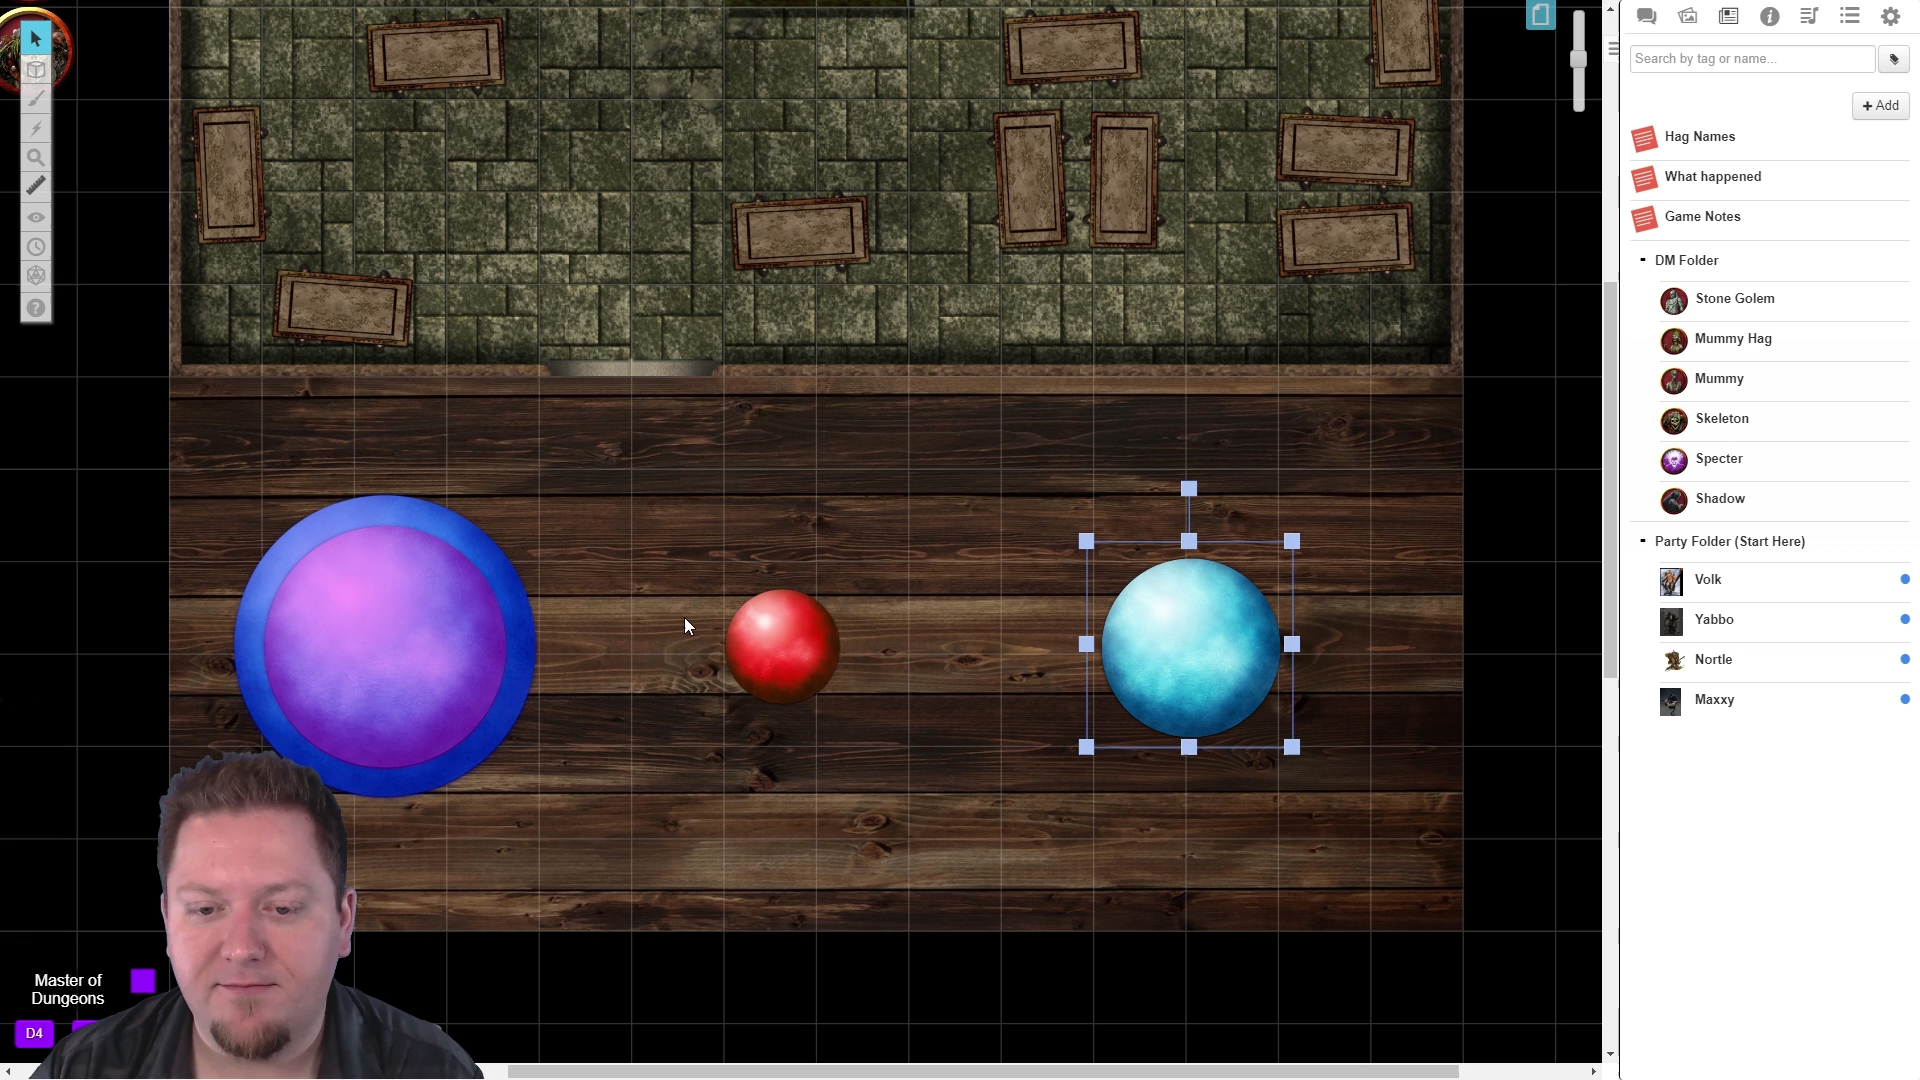 Search by tag or name...
+ Add
Hag Names
What happened
Game Notes
DM Folder
Stone Golem
Mummy Hag
Mummy
Skeleton
Specter
Shadow
Party Folder (Start Here)
Volk
Yabbo
Nortle
Maxxy
Master of
Dungeons
D4